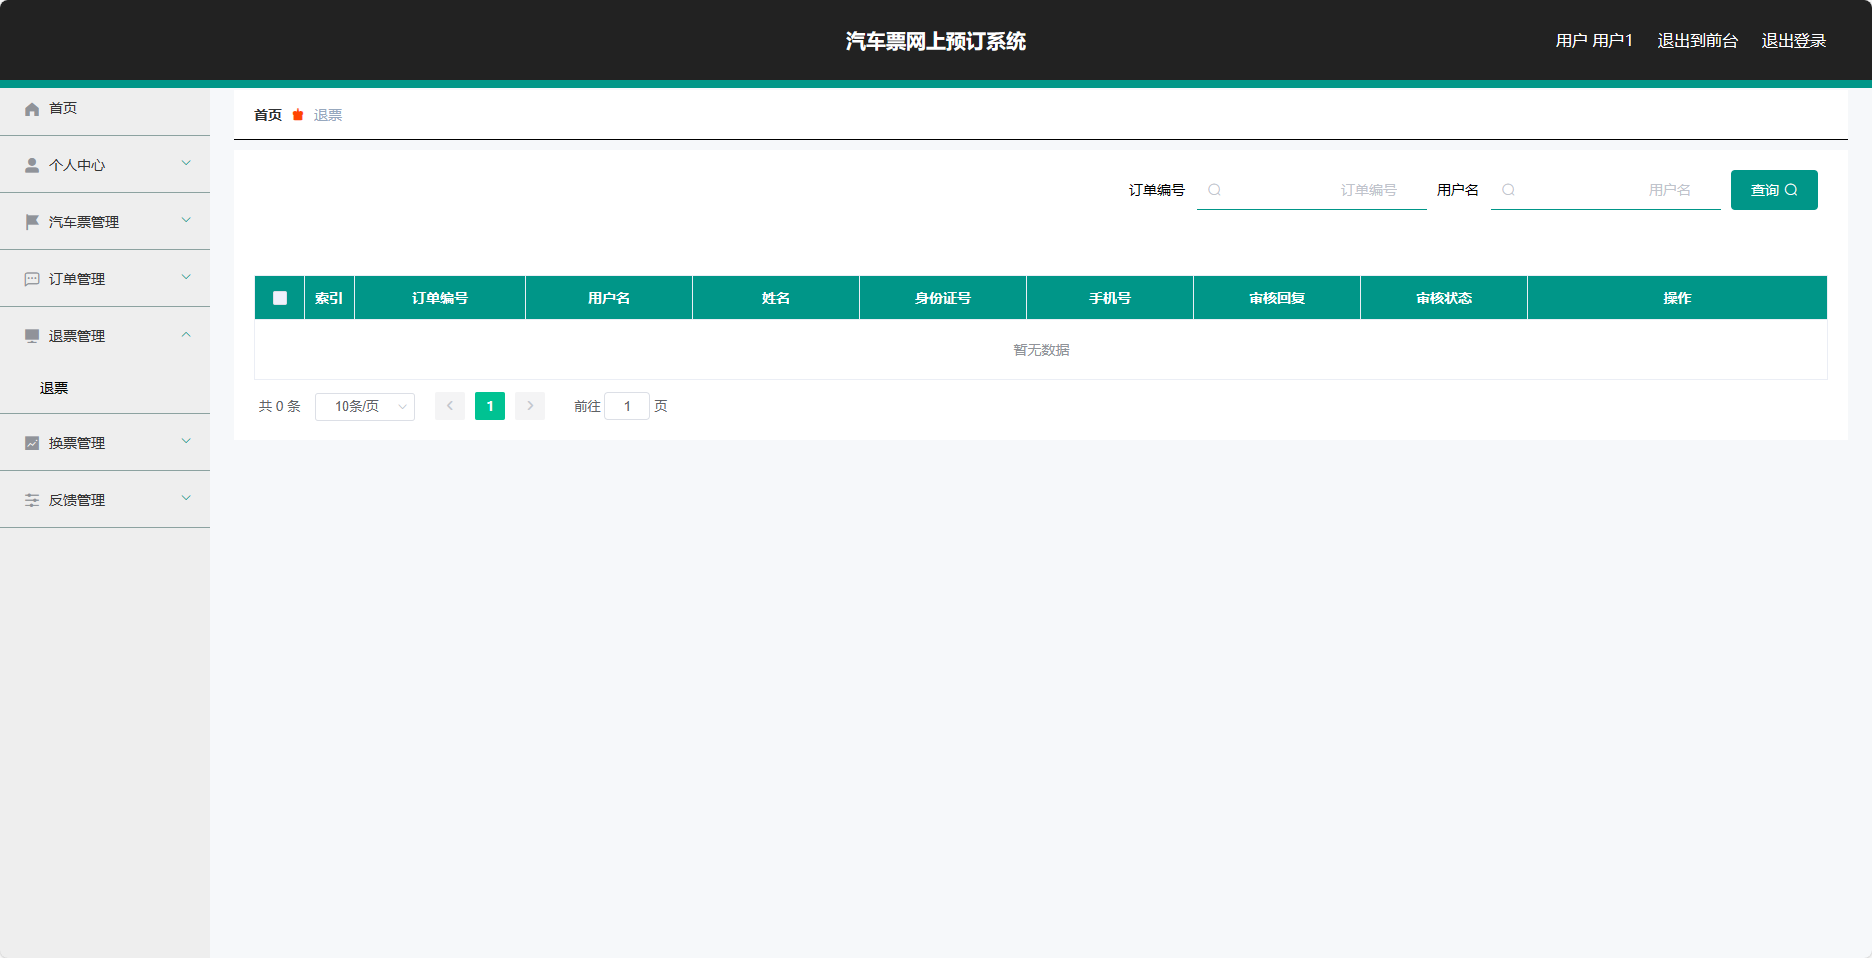 汽车票网上预订系统
用户 用户1 退出到前台 退出登录
首页
个人中心
汽车票管理
订单管理
退票管理
退票
换票管理
反馈管理
首页 退票
订单编号 订单编号 用户名 用户名 查询
索引 订单编号 用户名 姓名 身份证号 手机号 审核回复 审核状态 操作
暂无数据
共 0 条 10条/页 1 前往 1 页